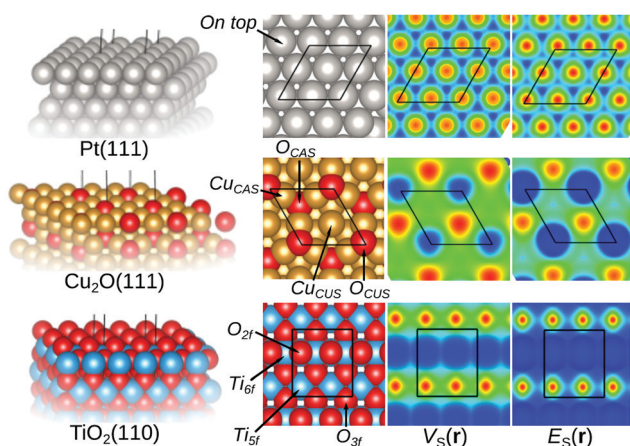 On top
Pt(111)
O_CAS
Cu_CAS
Cu₂O(111)
Cu_CUS
O_CUS
O_2f
Ti_6f
Ti_5f
O_3f
TiO₂(110)
V_S(r)
E_S(r)